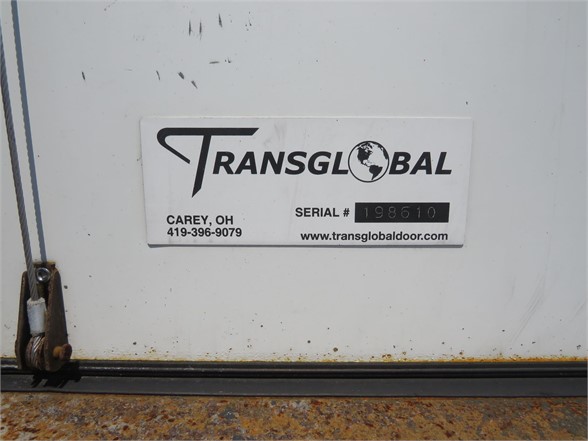 TRANSGLOBAL
CAREY, OH
419-396-9079
SERIAL # 198610
www.transglobaldoor.com